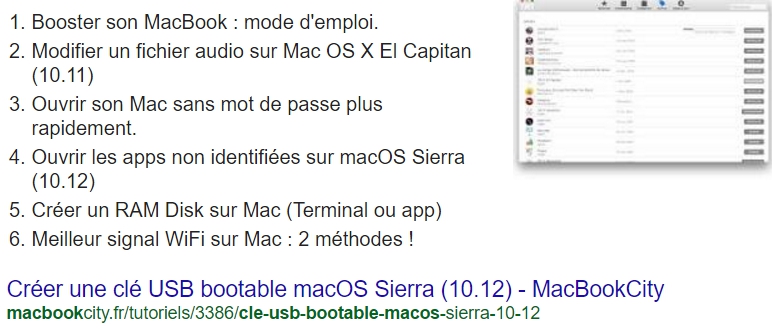 1. Booster son MacBook : mode d'emploi.
2. Modifier un fichier audio sur Mac OS X El Capitan
(10.11)
3. Ouvrir son Mac sans mot de passe plus
rapidement.
4. Ouvrir les apps non identifiées sur macOS Sierra
(10.12)
5. Créer un RAM Disk sur Mac (Terminal ou app)
6. Meilleur signal WiFi sur Mac : 2 méthodes !
Créer une clé USB bootable macOS Sierra (10.12) - MacBookCity
macbookcity.fr/tutoriels/3386/cle-usb-bootable-macos-sierra-10-12